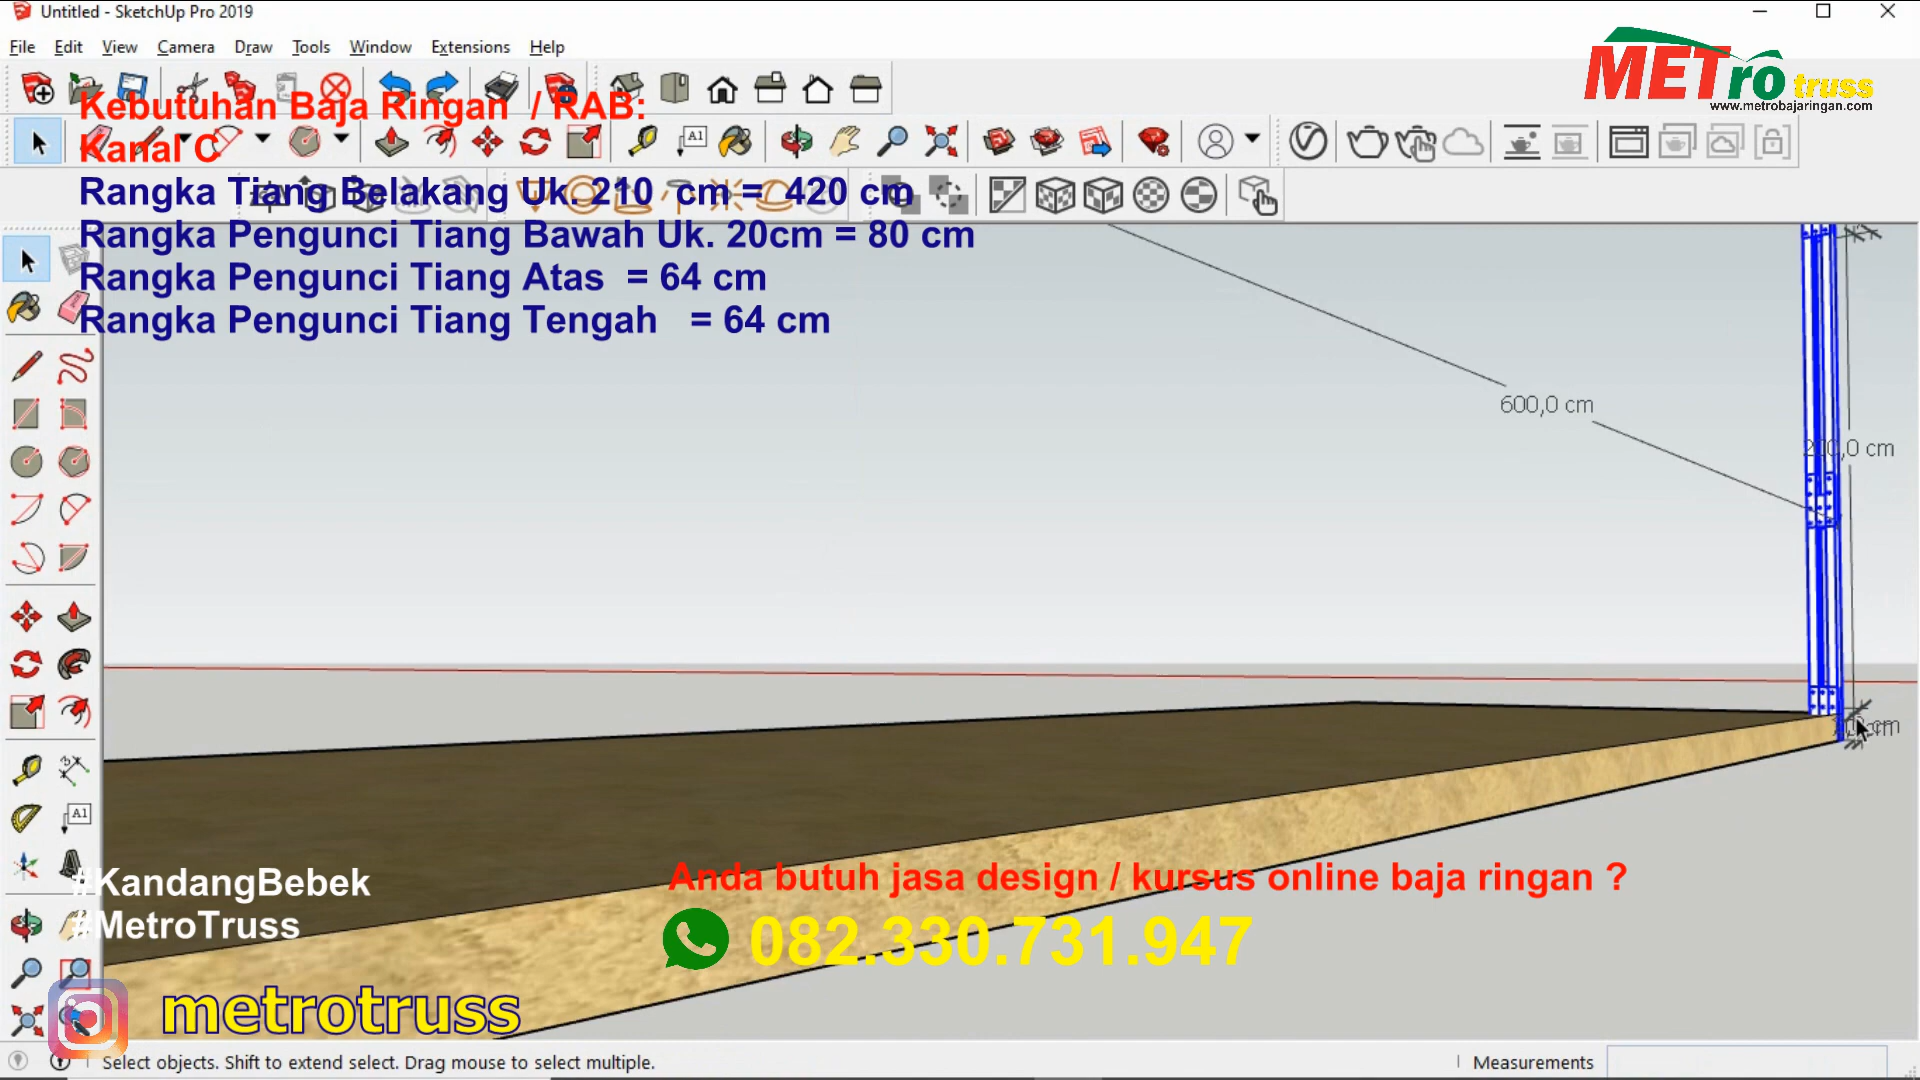 Untitled - SketchUp Pro 2019
File Edit View Camera Draw Tools Window Extensions Help
METro truss
www.metrobajaringan.com
Kebutuhan Baja Ringan / RAB:
Kanal C
Rangka Tiang Belakang Uk. 210 cm = 420 cm
Rangka Pengunci Tiang Bawah Uk. 20cm = 80 cm
Rangka Pengunci Tiang Atas = 64 cm
Rangka Pengunci Tiang Tengah = 64 cm
A1
600,0 cm
cm
cm
A1
#KandangBebek
#MetroTruss
Anda butuh jasa design / kursus online baja ringan ?
082.330.731.947
metrotruss
Select objects. Shift to extend select. Drag mouse to select multiple.
Measurements